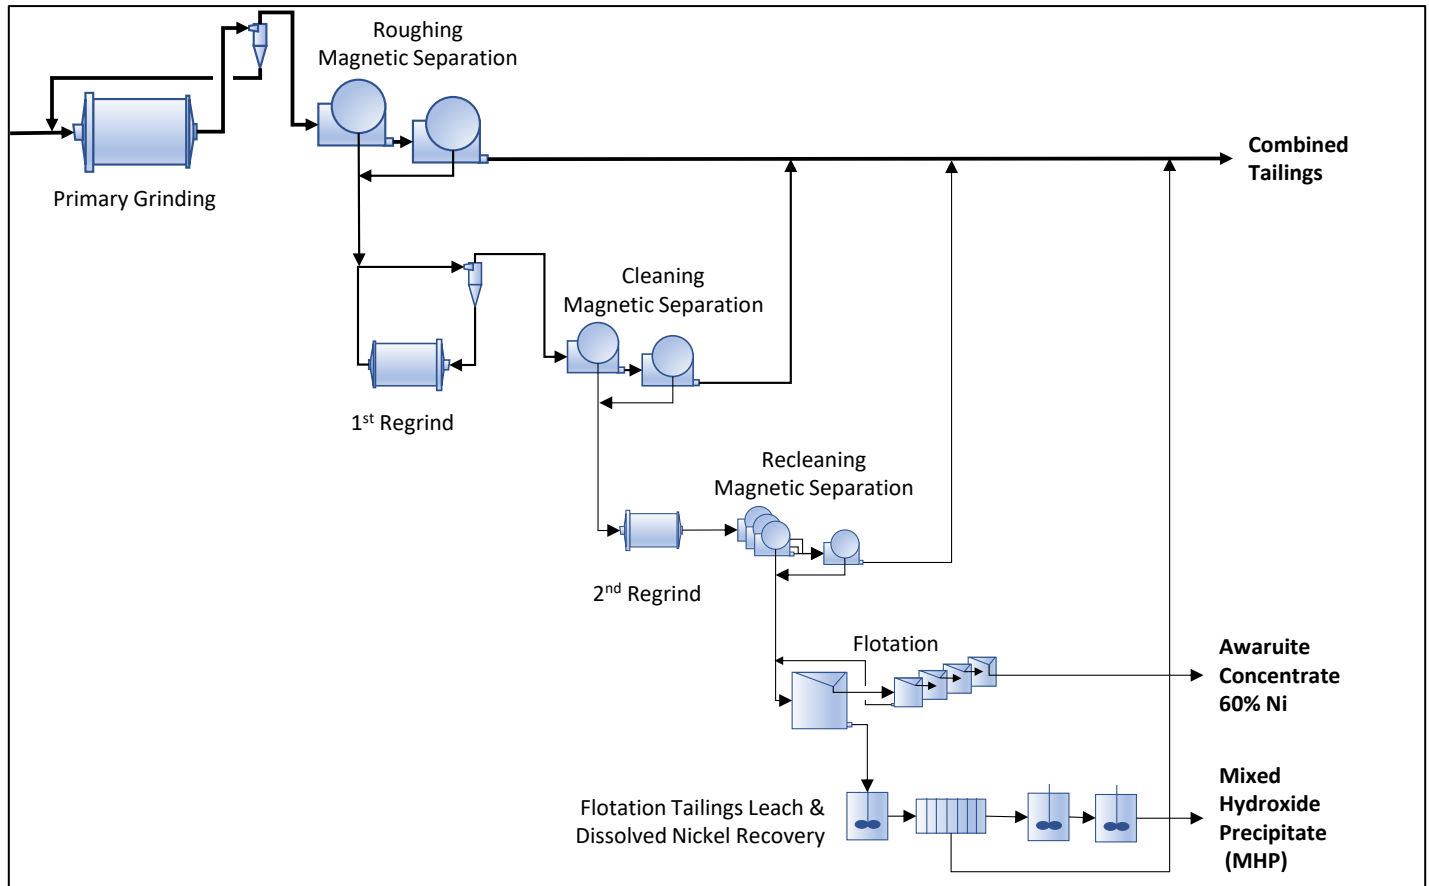 Roughing
Magnetic Separation
Combined
Tailings
Primary Grinding
Cleaning
Magnetic Separation
1st Regrind
Recleaning
Magnetic Separation
2nd Regrind
Flotation
Awaruite
Concentrate
60% Ni
Flotation Tailings Leach &
Dissolved Nickel Recovery
Mixed
Hydroxide
Precipitate
(MHP)